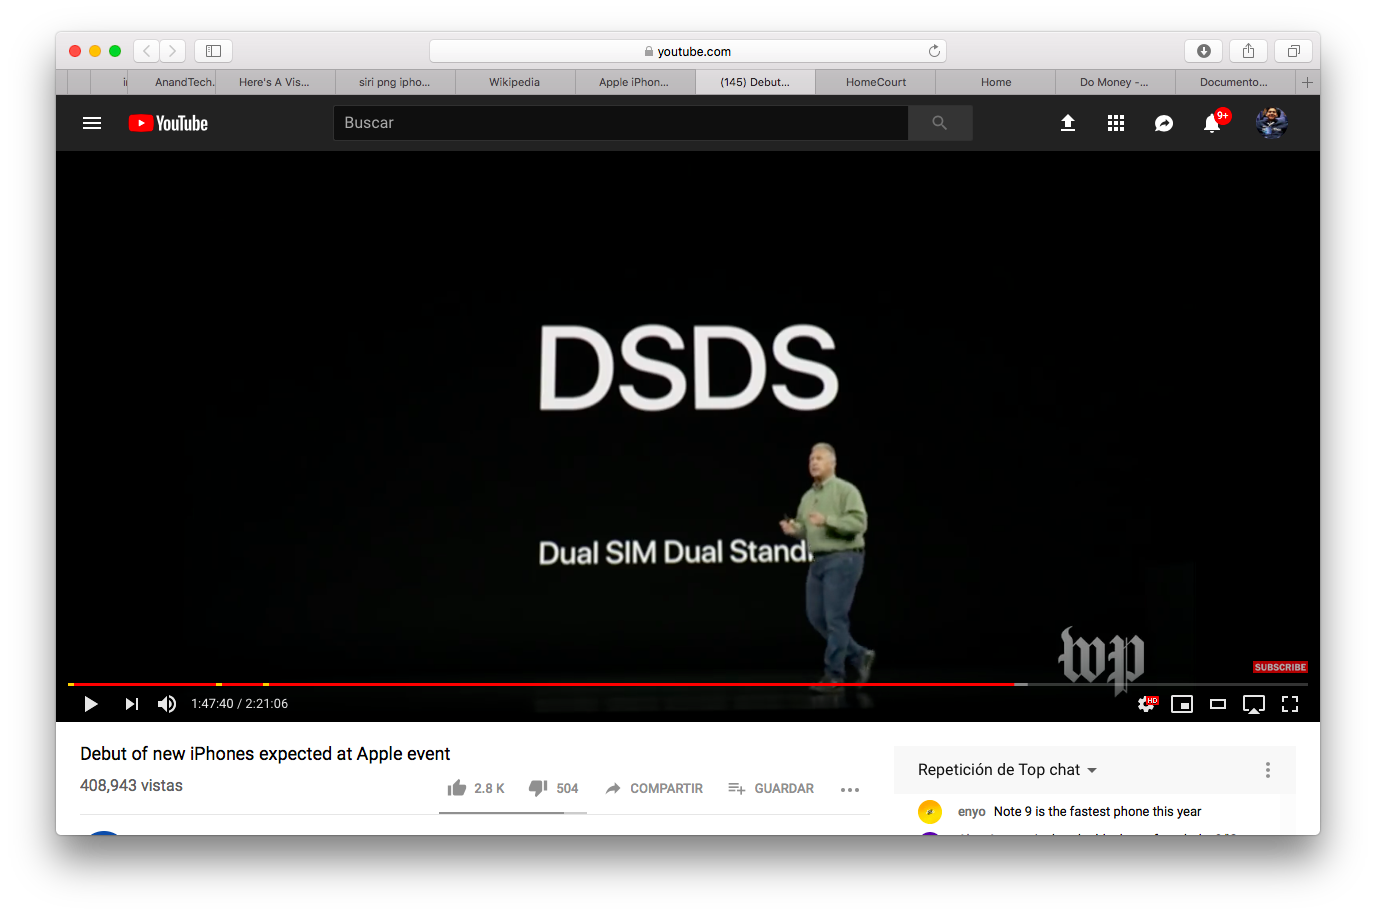 youtube.com
AnandTech.
Here's A Vis...
siri png ipho...
Wikipedia
Apple iPhon...
(145) Debut...
HomeCourt
Home
Do Money -...
Documento...
YouTube
Buscar
9+
DSDS
Dual SIM Dual Stand
wp
SUBSCRIBE
1:47:40 / 2:21:06
HD
Debut of new iPhones expected at Apple event
408,943 vistas
2.8 K
504
COMPARTIR
GUARDAR
Repetición de Top chat
enyo Note 9 is the fastest phone this year